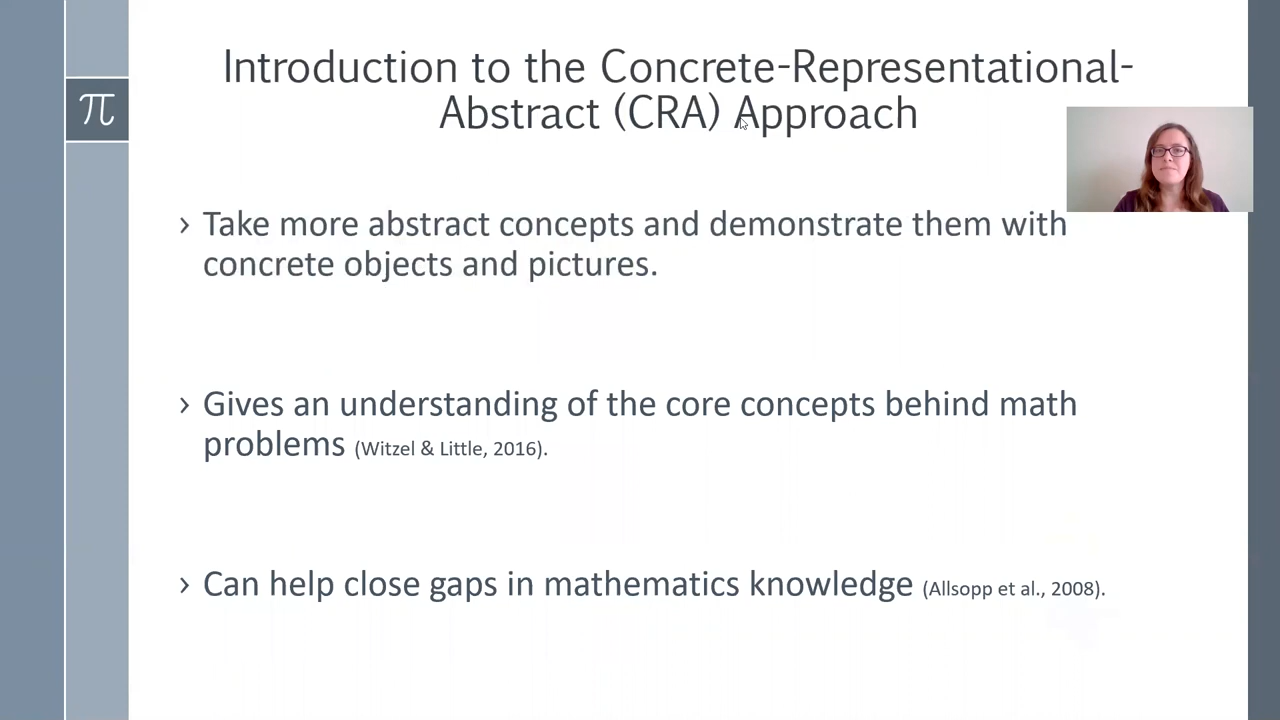 Introduction to the Concrete-Representational-
Abstract (CRA) Approach
π
› Take more abstract concepts and demonstrate them with
concrete objects and pictures.
› Gives an understanding of the core concepts behind math
problems (Witzel & Little, 2016).
› Can help close gaps in mathematics knowledge (Allsopp et al., 2008).